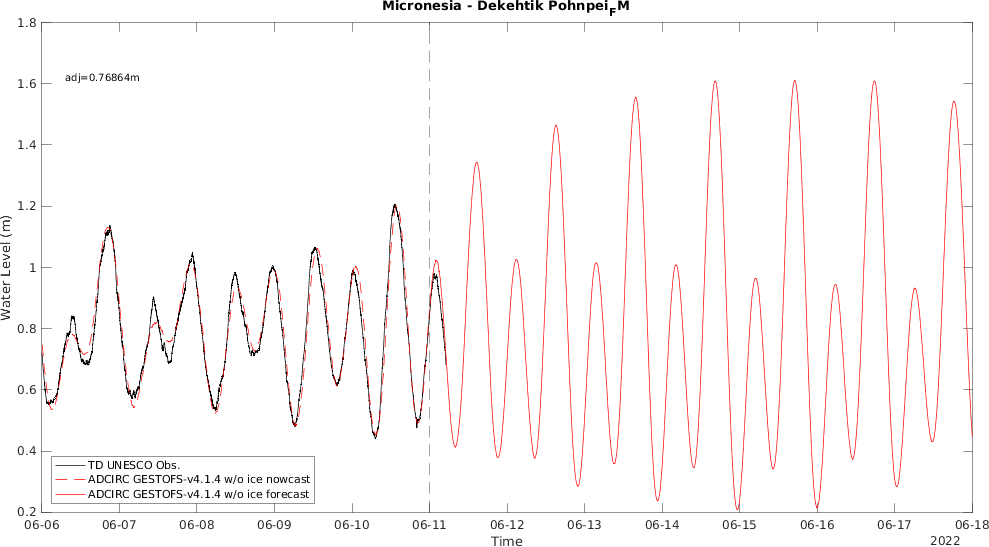 Micronesia - Dekehtik Pohnpei_FM
1.8
1.6
1.4
1.2
1
0.8
0.6
0.4
0.2
Water Level (m)
adj=0.76864m
TD UNESCO Obs.
ADCIRC GESTOFS-v4.1.4 w/o ice nowcast
ADCIRC GESTOFS-v4.1.4 w/o ice forecast
06-06 06-07 06-08 06-09 06-10 06-11 06-12 06-13 06-14 06-15 06-16 06-17 06-18
Time
2022